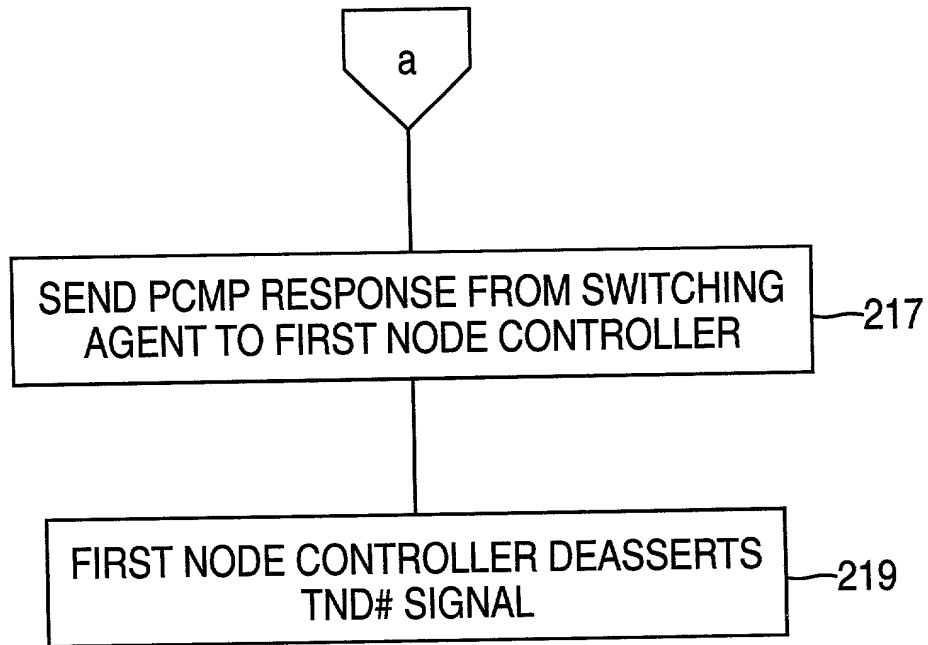 a
SEND PCMP RESPONSE FROM SWITCHING
AGENT TO FIRST NODE CONTROLLER
217
FIRST NODE CONTROLLER DEASSERTS
TND# SIGNAL
219